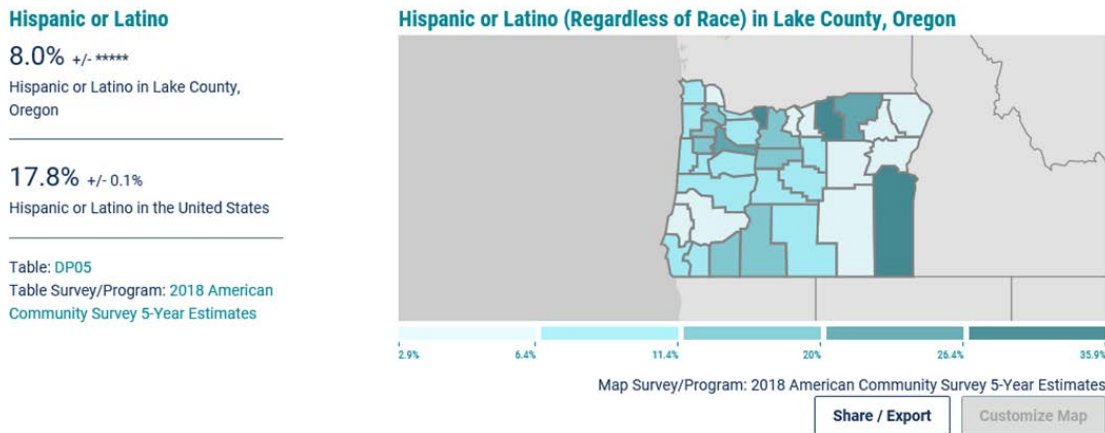 Hispanic or Latino
8.0% +/- *****
Hispanic or Latino in Lake County,
Oregon
17.8% +/- 0.1%
Hispanic or Latino in the United States
Table: DP05
Table Survey/Program: 2018 American
Community Survey 5-Year Estimates
Hispanic or Latino (Regardless of Race) in Lake County, Oregon
2.9% 6.4% 11.4% 20% 26.4% 35.9%
Map Survey/Program: 2018 American Community Survey 5-Year Estimates
Share / Export Customize Map